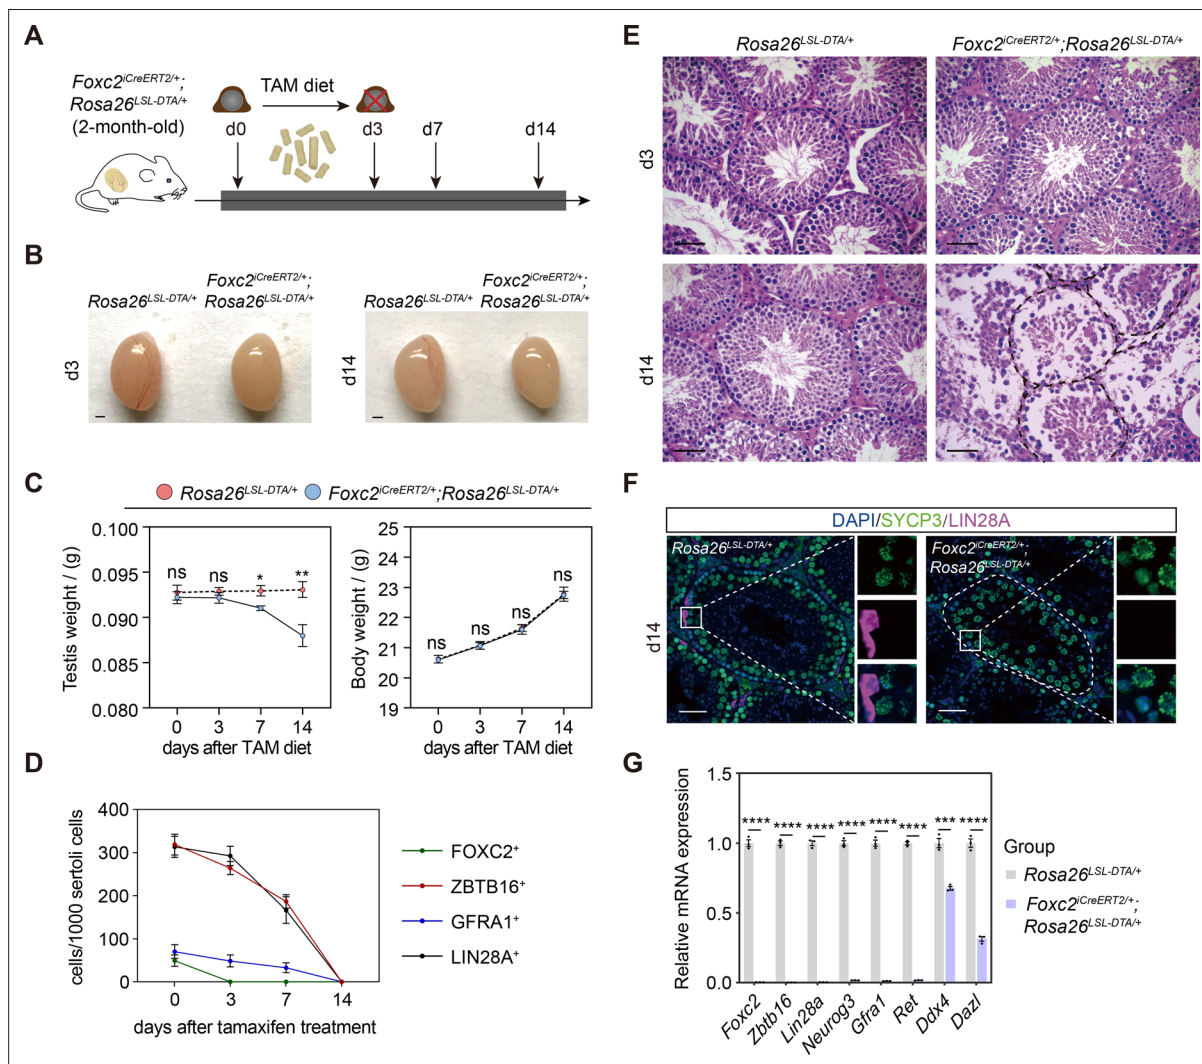 A
Foxc2iCreERT2/+;
Rosa26LSL-DTA/+
(2-month-old)
TAM diet
d0
d3
d7
d14
B
Rosa26LSL-DTA/+
Foxc2iCreERT2/+;
Rosa26LSL-DTA/+
d3
Rosa26LSL-DTA/+
Foxc2iCreERT2/+;
Rosa26LSL-DTA/+
d14
C
Rosa26LSL-DTA/+
Foxc2iCreERT2/+;Rosa26LSL-DTA/+
Testis weight / (g)
0.100
0.095
0.090
0.085
0.080
ns
ns
*
**
0
3
7
14
days after TAM diet
Body weight / (g)
25
24
23
22
21
20
19
ns
ns
ns
ns
0
3
7
14
days after TAM diet
D
cells/1000 sertoli cells
400
300
200
100
0
0
3
7
14
days after tamaxifen treatment
FOXC2+
ZBTB16+
GFRA1+
LIN28A+
E
Rosa26LSL-DTA/+
Foxc2iCreERT2/+;Rosa26LSL-DTA/+
d3
d14
F
DAPI/SYCP3/LIN28A
Rosa26LSL-DTA/+
Foxc2iCreERT2/+;
Rosa26LSL-DTA/+
d14
G
Relative mRNA expression
1.5
1.0
0.5
0.0
****
****
****
****
****
****
***
****
Foxc2
Zbtb16
Lin28a
Neurog3
Gfra1
Ret
Ddx4
Dazl
Group
Rosa26LSL-DTA/+
Foxc2iCreERT2/+;
Rosa26LSL-DTA/+